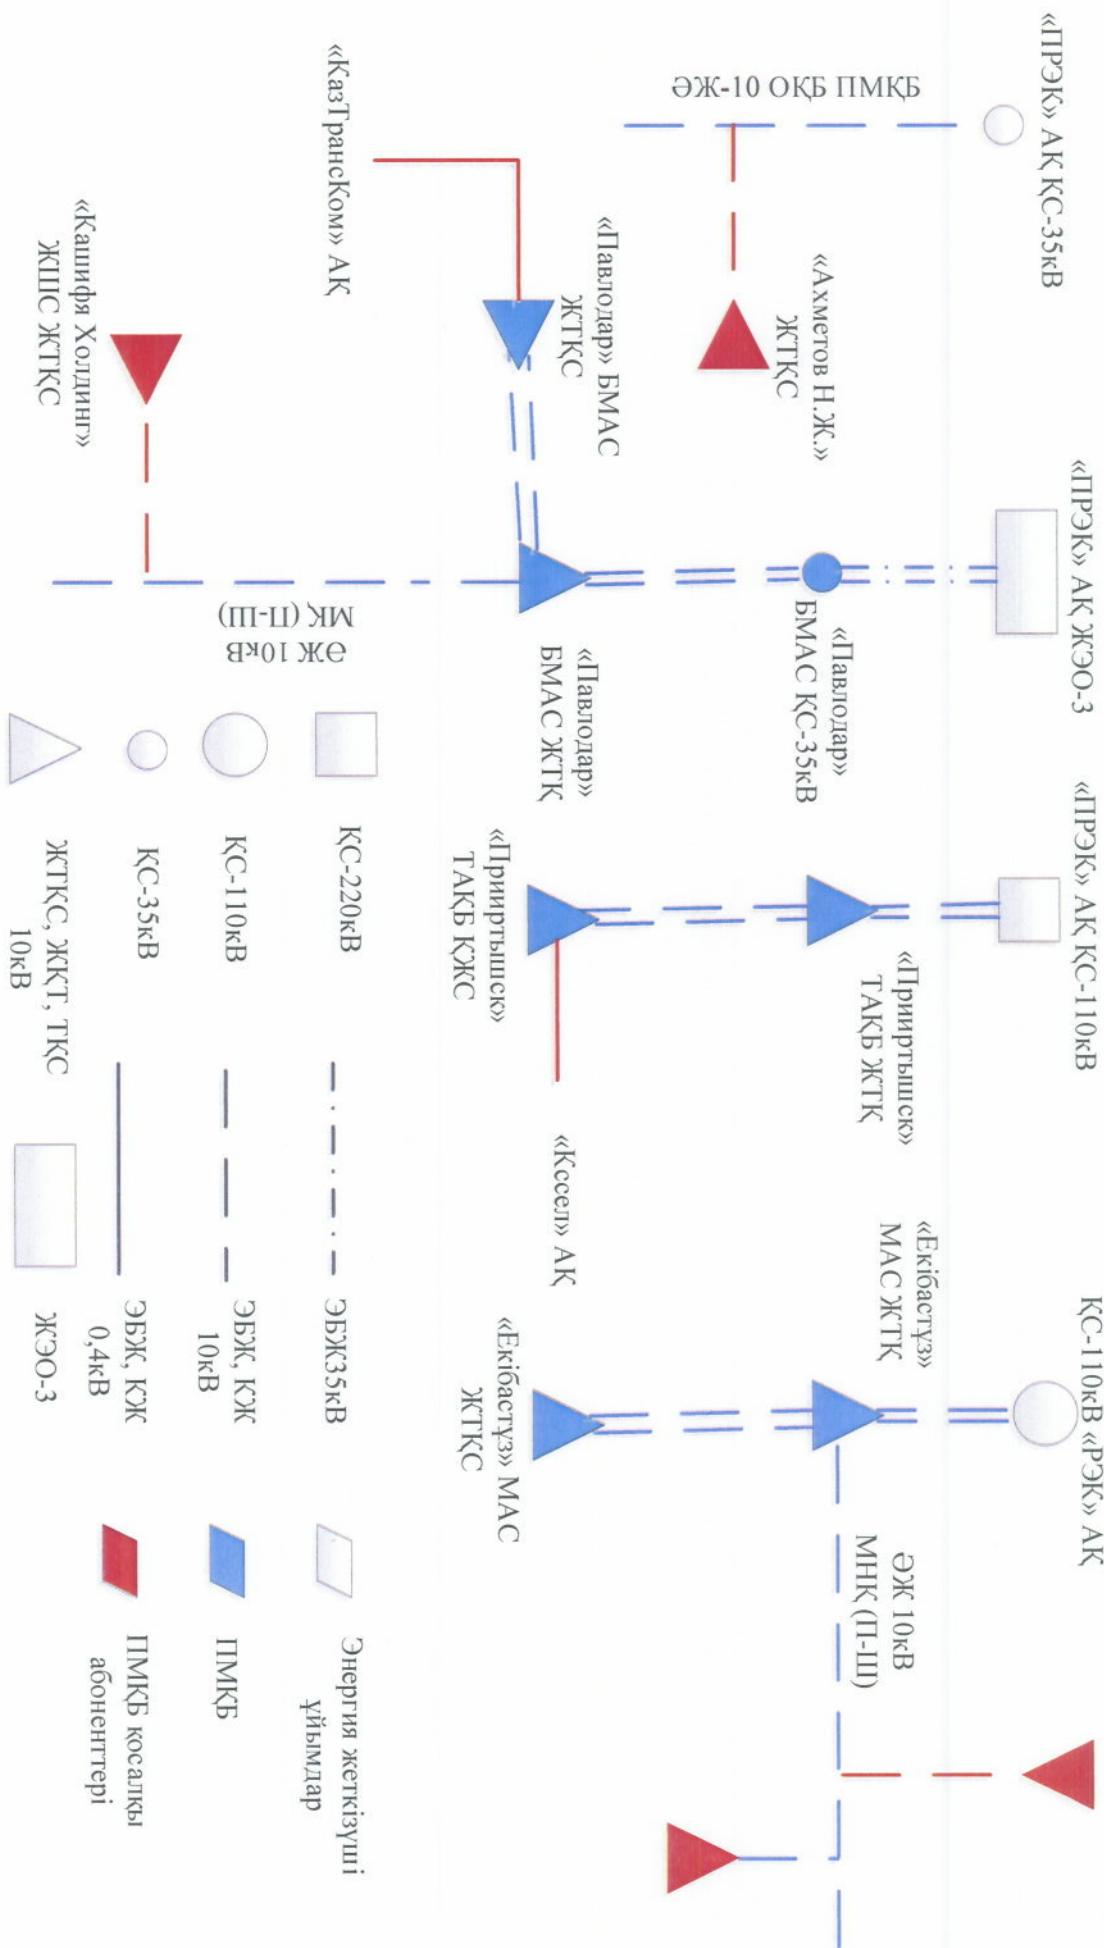 «ПРЭК» АҚ ҚС-35кВ
«ПРЭК» АҚ ЖЭО-3
«ПРЭК» АҚ ҚС-110кВ
ҚС-110кВ «РЭК» АҚ
ӘЖ-10 ОҚБ ПМҚБ
«Ахметов Н.Ж.»
ЖТҚС
«Павлодар»
БМАС ҚС-35кВ
«Прииртышск»
ТАҚБ ЖТҚ
«Екібастұз»
МАС ЖТҚ
ӘЖ 10кВ
МНҚ (П-Ш)
«КазТрансКом» АҚ
«Павлодар» БМАС
ЖТҚС
«Павлодар»
БМАС ЖТҚ
«Прииртышск»
ТАҚБ ҚЖС
«Кссел» АҚ
«Екібастұз» МАС
ЖТҚС
«Кашифя Холдинг»
ЖШС ЖТҚС
ӘЖ 10кВ
МҚ (П-Ш)
ҚС-220кВ
ҚС-110кВ
ҚС-35кВ
ЖТҚС, ЖҚТ, ТҚС
10кВ
ЭБЖ35кВ
ЭБЖ, КЖ
10кВ
ЭБЖ, КЖ
0,4кВ
ЖЭО-3
Энергия жеткізүші
ұйымдар
ПМҚБ
ПМҚБ қосалқы
абоненттері